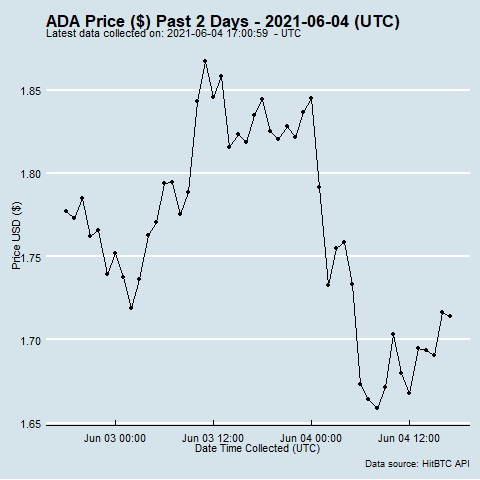 ADA Price ($) Past 2 Days - 2021-06-04 (UTC)
Latest data collected on: 2021-06-04 17:00:59 - UTC
Price USD ($)
1.85
1.80
1.75
1.70
1.65
Jun 03 00:00
Jun 03 12:00
Jun 04 00:00
Jun 04 12:00
Date Time Collected (UTC)
Data source: HitBTC API